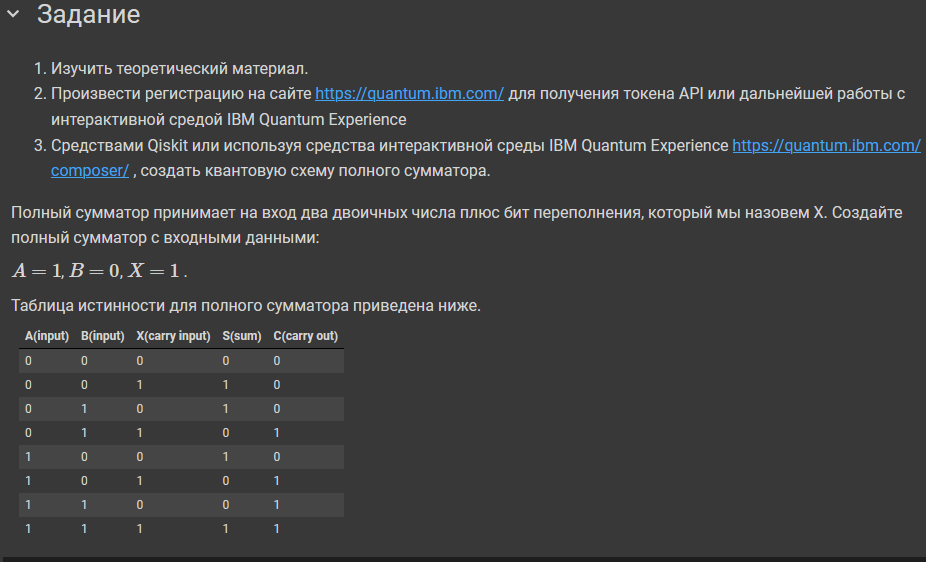 Задание
1. Изучить теоретический материал.
2. Произвести регистрацию на сайте https://quantum.ibm.com/ для получения токена API или дальнейшей работы с
интерактивной средой IBM Quantum Experience
3. Средствами Qiskit или используя средства интерактивной среды IBM Quantum Experience https://quantum.ibm.com/
composer/ , создать квантовую схему полного сумматора.
Полный сумматор принимает на вход два двоичных числа плюс бит переполнения, который мы назовем X. Создайте
полный сумматор с входными данными:
A = 1, B = 0, X = 1 .
Таблица истинности для полного сумматора приведена ниже.
A(input) B(input) X(carry input) S(sum) C(carry out)
0 0 0 0 0
0 0 1 1 0
0 1 0 1 0
0 1 1 0 1
1 0 0 1 0
1 0 1 0 1
1 1 0 0 1
1 1 1 1 1